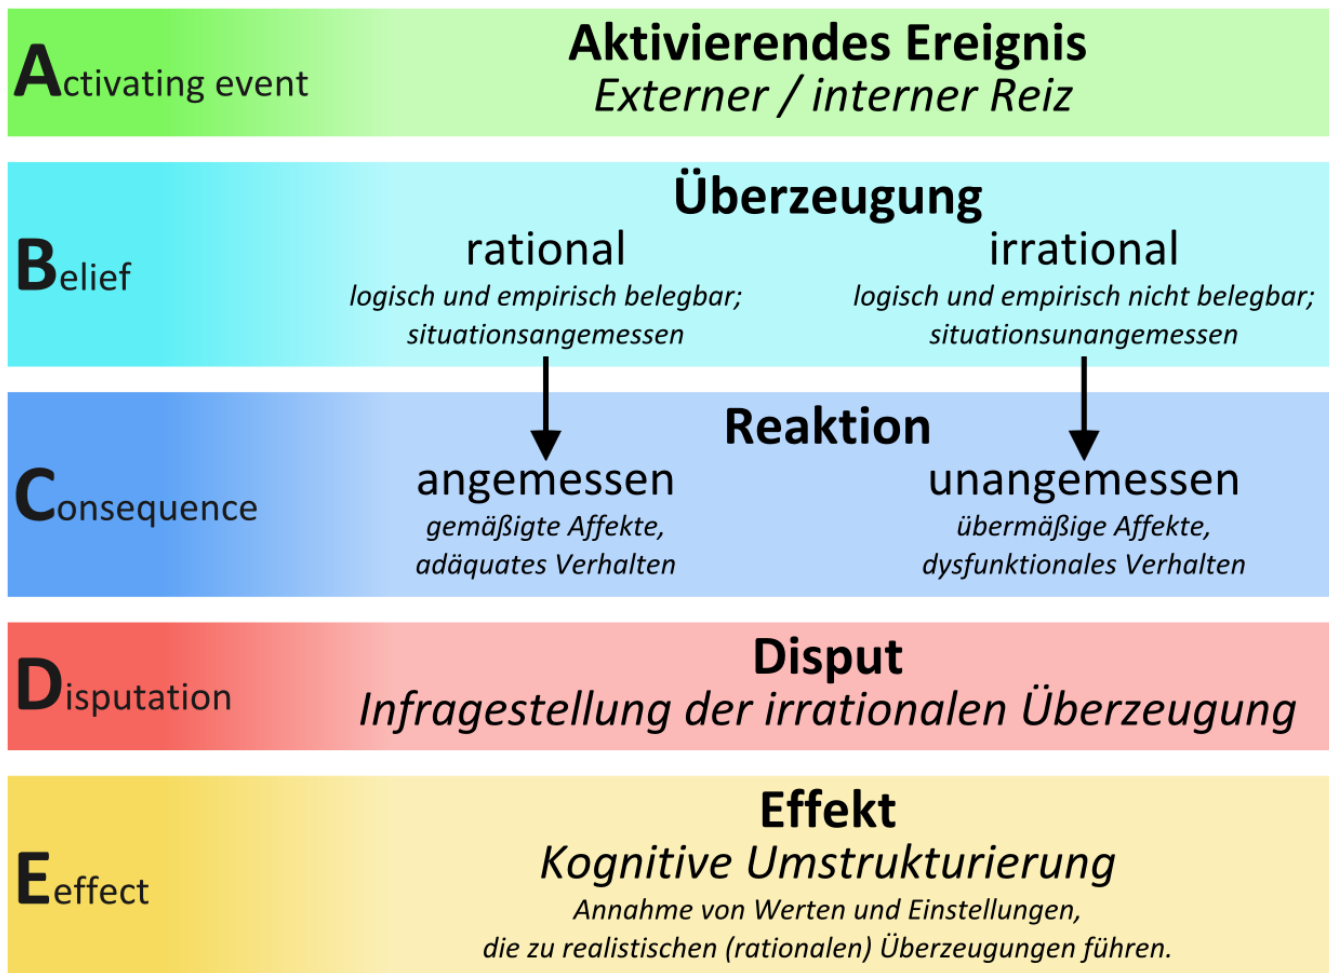 Activating event
Aktivierendes Ereignis
Externer / interner Reiz
Belief
Überzeugung
rational
logisch und empirisch belegbar;
situationsangemessen
irrational
logisch und empirisch nicht belegbar;
situationsunangemessen
Consequence
Reaktion
angemessen
gemäßigte Affekte,
adäquates Verhalten
unangemessen
übermäßige Affekte,
dysfunktionales Verhalten
Disputation
Disput
Infragestellung der irrationalen Überzeugung
Eeffect
Effekt
Kognitive Umstrukturierung
Annahme von Werten und Einstellungen,
die zu realistischen (rationalen) Überzeugungen führen.